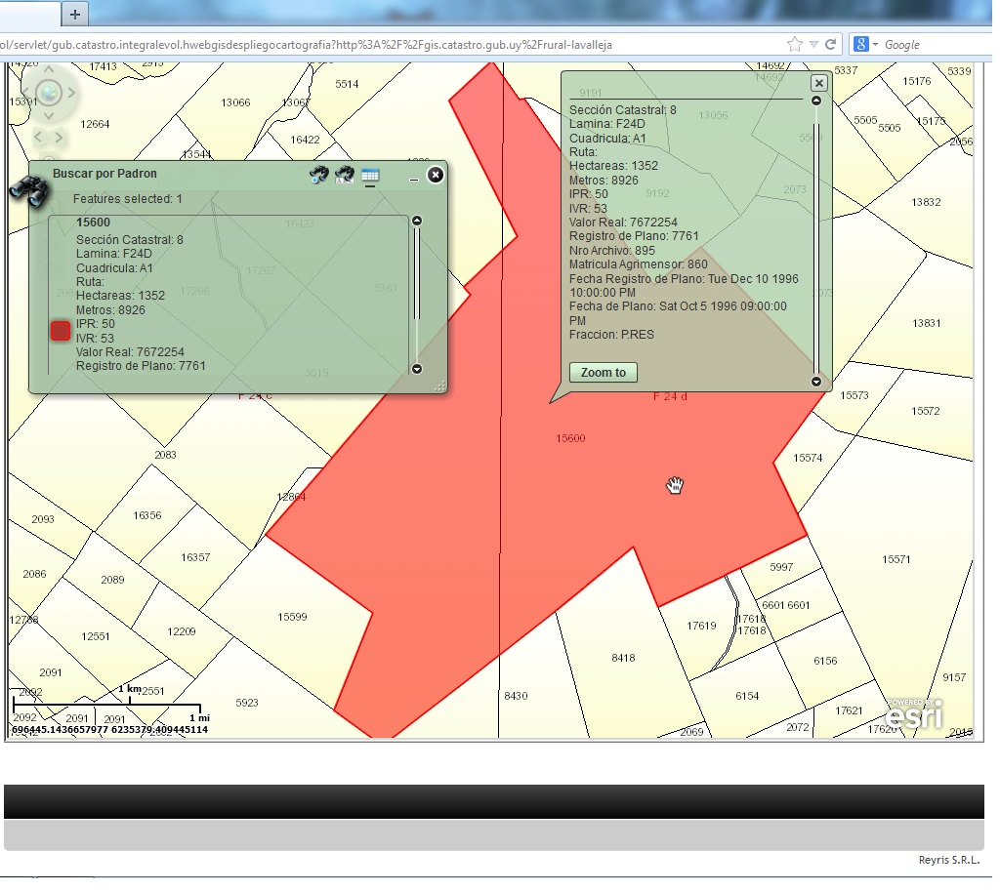 ol/servlet/gub.catastro.integralevol.hwebgisdespliegocartografia?http%3A%2F%2Fgis.catastro.gub.uy%2Frural-lavalleja
Google
17413
14692
5337
5339
15391
12664
13066
13067
5514
9191
13056
15176
5505
5505
15175
2056
13544
16422
Buscar por Padron
Features selected: 1
15600
Sección Catastral: 8
Lamina: F24D
Cuadricula: A1
Ruta:
Hectareas: 1352
Metros: 8926
IPR: 50
IVR: 53
Valor Real: 7672254
Registro de Plano: 7761
16423
17267
17266
5383
5519
Sección Catastral: 8
Lamina: F24D
Cuadricula: A1
Ruta:
Hectareas: 1352
Metros: 8926
IPR: 50
IVR: 53
Valor Real: 7672254
Registro de Plano: 7761
Nro Archivo: 895
Matricula Agrimensor: 860
Fecha Registro de Plano: Tue Dec 10 1996
10:00:00 PM
Fecha de Plano: Sat Oct 5 1996 09:00:00
PM
Fraccion: P.RES
Zoom to
9192
2073
13832
13831
F 24 c
F 24 d
15573
15572
15600
2083
15574
12864
2093
16356
16357
15571
2086
2089
5997
15599
6601 6601
12788
12551
12209
17619
17618
17618
8418
6156
2091
9157
2092
12551
1 km
5923
8430
6154
17621
2092
2091
2091
1 mi
2069
2072
17620
2015
696445.1436657977 6235379.409445114
POWERED BY
esri
Reyris S.R.L.